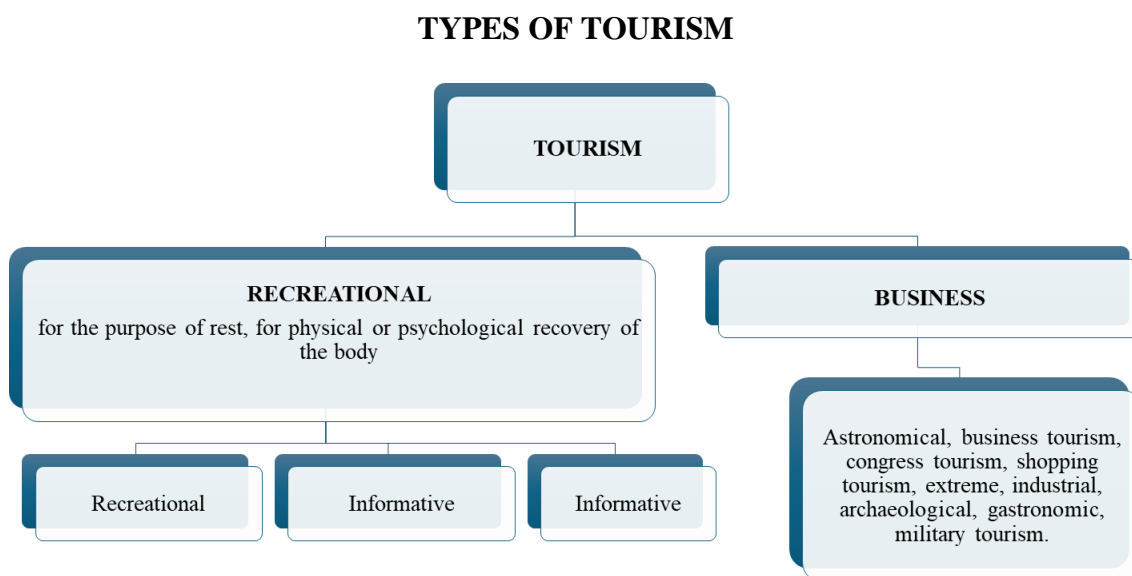 TYPES OF TOURISM
TOURISM
RECREATIONAL
for the purpose of rest, for physical or psychological recovery of
the body
BUSINESS
Recreational
Informative
Informative
Astronomical, business tourism,
congress tourism, shopping
tourism, extreme, industrial,
archaeological, gastronomic,
military tourism.